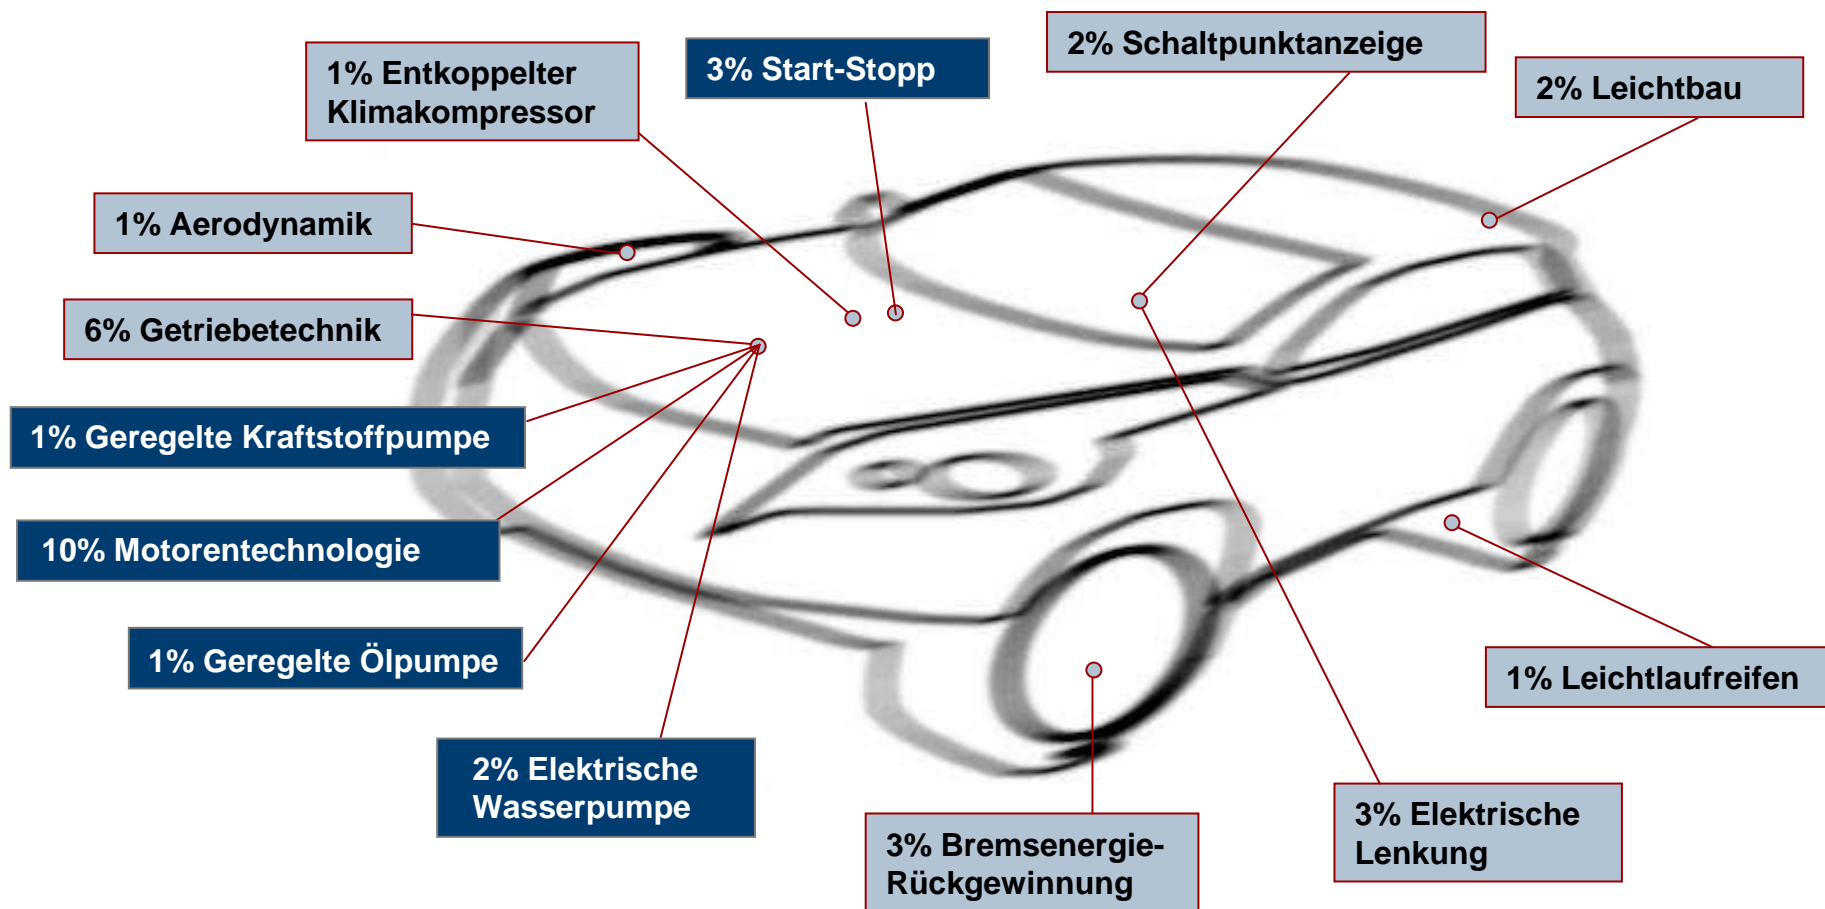 2% Schaltpunktanzeige
1% Entkoppelter
Klimakompressor
3% Start-Stopp
2% Leichtbau
1% Aerodynamik
6% Getriebetechnik
1% Geregelte Kraftstoffpumpe
10% Motorentechnologie
1% Geregelte Ölpumpe
1% Leichtlaufreifen
2% Elektrische
Wasserpumpe
3% Elektrische
Lenkung
3% Bremsenergie-
Rückgewinnung